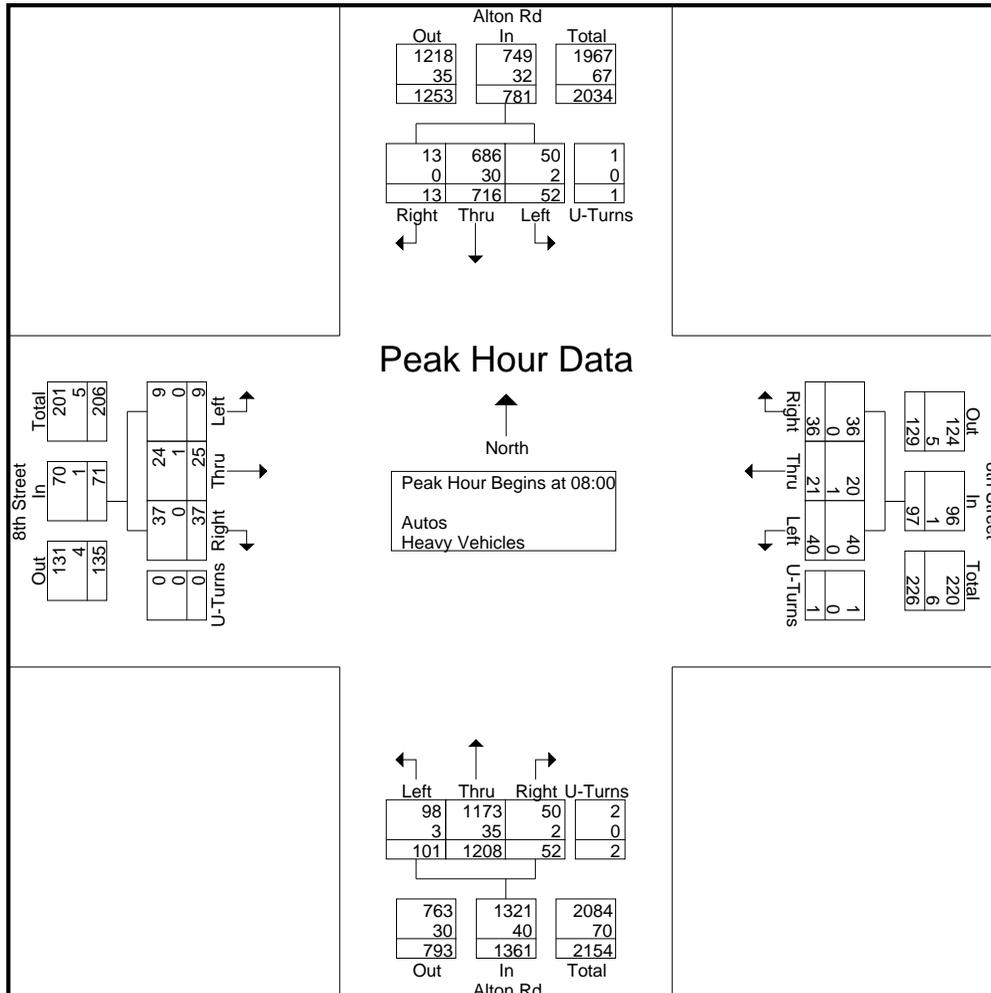 Alton Rd
Out In Total
1218 749 1967
35 32 67
1253 781 2034
13 686 50 1
0 30 2 0
13 716 52 1
Right Thru Left U-Turns
Peak Hour Data
North
Peak Hour Begins at 08:00
Autos
Heavy Vehicles
8th Street
Total In Out
201 70 131
5 1 4
206 71 135
9 24 37 0
0 1 0 0
9 25 37 0
Left Thru Right U-Turns
Right Thru Left U-Turns
36 21 40 1
0 1 0 0
36 20 40 1
129 97 226
5 1 6
124 96 220
Out In Total
Street
Left Thru Right U-Turns
98 1173 50 2
3 35 2 0
101 1208 52 2
763 1321 2084
30 40 70
793 1361 2154
Out In Total
Alton Rd